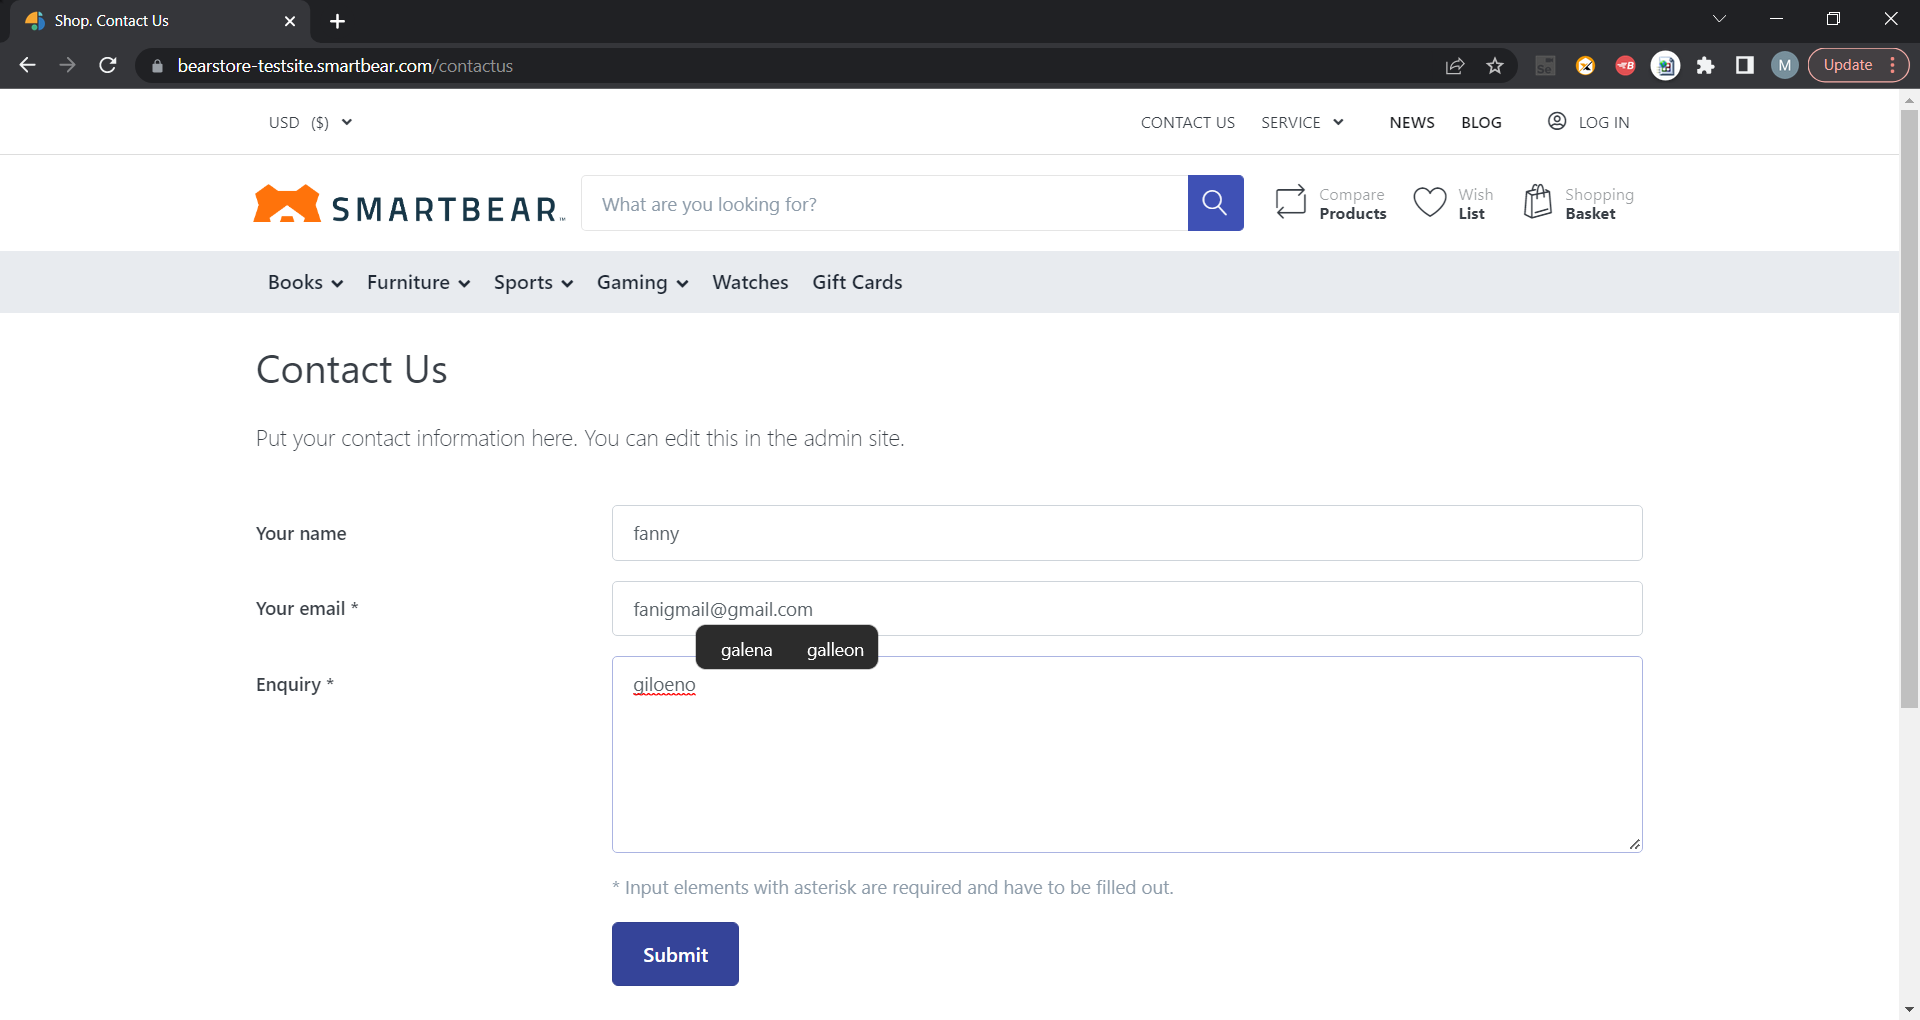 Shop. Contact Us
bearstore-testsite.smartbear.com/contactus
Se
B
M
Update
USD ($)
CONTACT US
SERVICE
NEWS
BLOG
LOG IN
SMARTBEAR™
What are you looking for?
Compare
Products
Wish
List
Shopping
Basket
Books
Furniture
Sports
Gaming
Watches
Gift Cards
Contact Us
Put your contact information here. You can edit this in the admin site.
Your name
fanny
Your email *
fanigmail@gmail.com
galena
galleon
Enquiry *
giloeno
* Input elements with asterisk are required and have to be filled out.
Submit